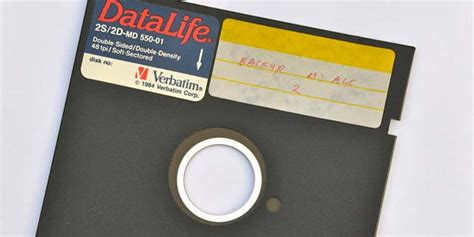 DataLife.
2S/2D-MD 550-01
Double-Sided/Double-Density
48 tpi/Soft-Sectored
disk no:
Verbatim
© 1984 Verbatim Corp.
BACKUP
2